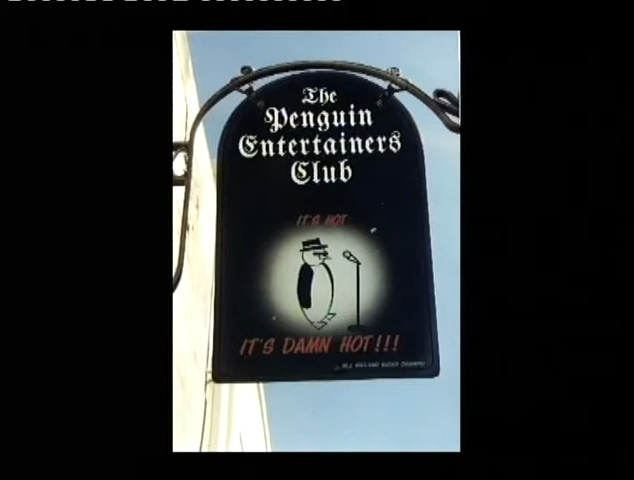 The
Penguin
Entertainers
Club
IT'S HOT
IT'S DAMN HOT!!!